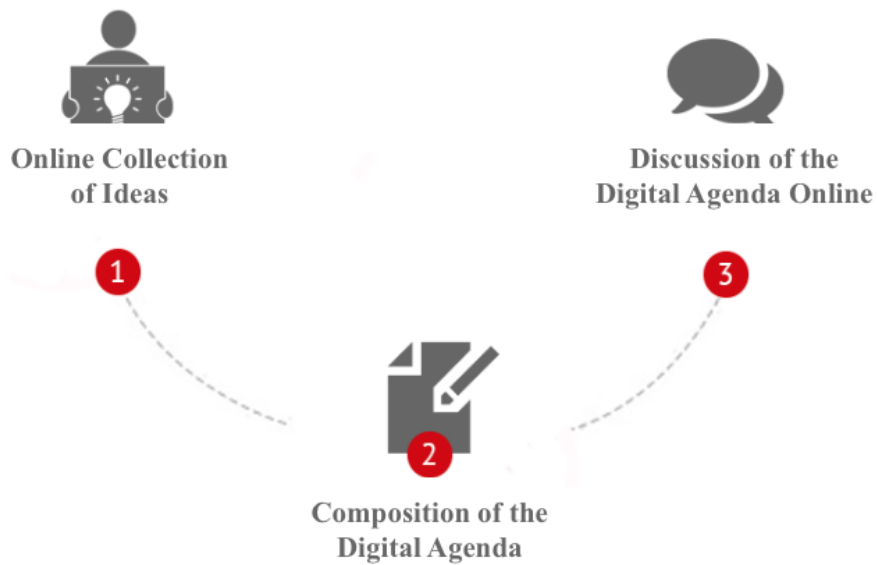 Online Collection
of Ideas
1
Discussion of the
Digital Agenda Online
3
2
Composition of the
Digital Agenda